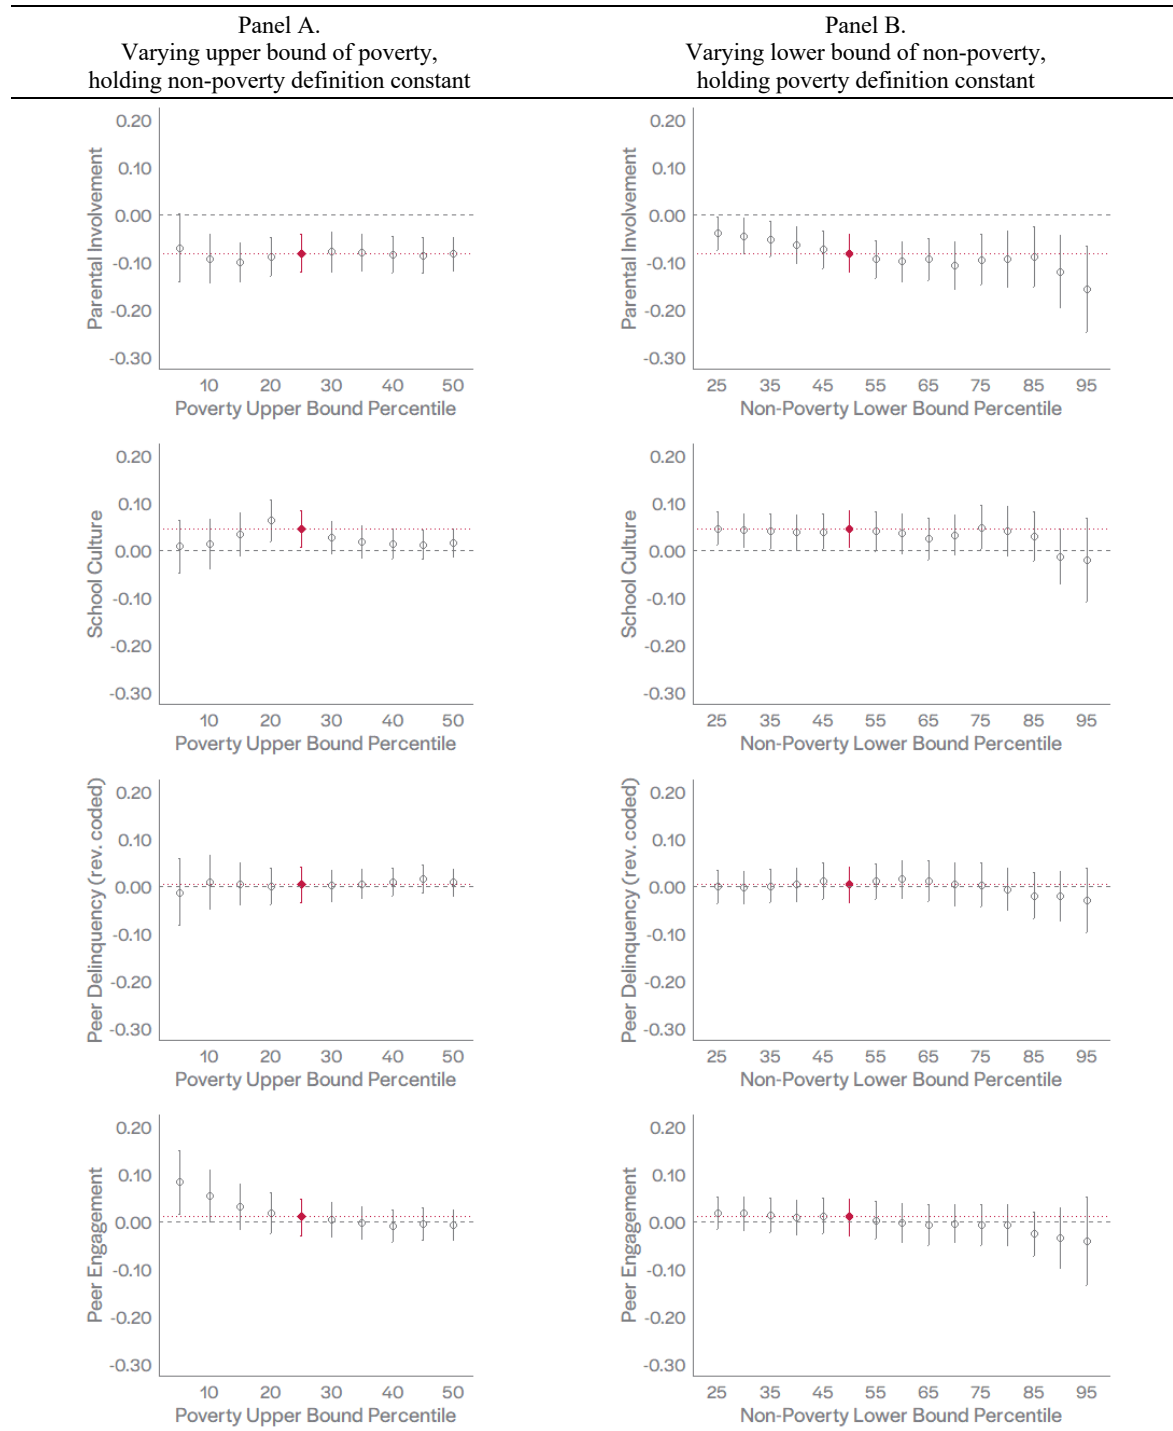 Panel A.
Varying upper bound of poverty,
holding non-poverty definition constant
Panel B.
Varying lower bound of non-poverty,
holding poverty definition constant
Parental Involvement
0.20
0.10
0.00
-0.10
-0.20
-0.30
10 20 30 40 50
Poverty Upper Bound Percentile
Parental Involvement
0.20
0.10
0.00
-0.10
-0.20
-0.30
25 35 45 55 65 75 85 95
Non-Poverty Lower Bound Percentile
School Culture
0.20
0.10
0.00
-0.10
-0.20
-0.30
10 20 30 40 50
Poverty Upper Bound Percentile
School Culture
0.20
0.10
0.00
-0.10
-0.20
-0.30
25 35 45 55 65 75 85 95
Non-Poverty Lower Bound Percentile
Peer Delinquency (rev. coded)
0.20
0.10
0.00
-0.10
-0.20
-0.30
10 20 30 40 50
Poverty Upper Bound Percentile
Peer Delinquency (rev. coded)
0.20
0.10
0.00
-0.10
-0.20
-0.30
25 35 45 55 65 75 85 95
Non-Poverty Lower Bound Percentile
Peer Engagement
0.20
0.10
0.00
-0.10
-0.20
-0.30
10 20 30 40 50
Poverty Upper Bound Percentile
Peer Engagement
0.20
0.10
0.00
-0.10
-0.20
-0.30
25 35 45 55 65 75 85 95
Non-Poverty Lower Bound Percentile